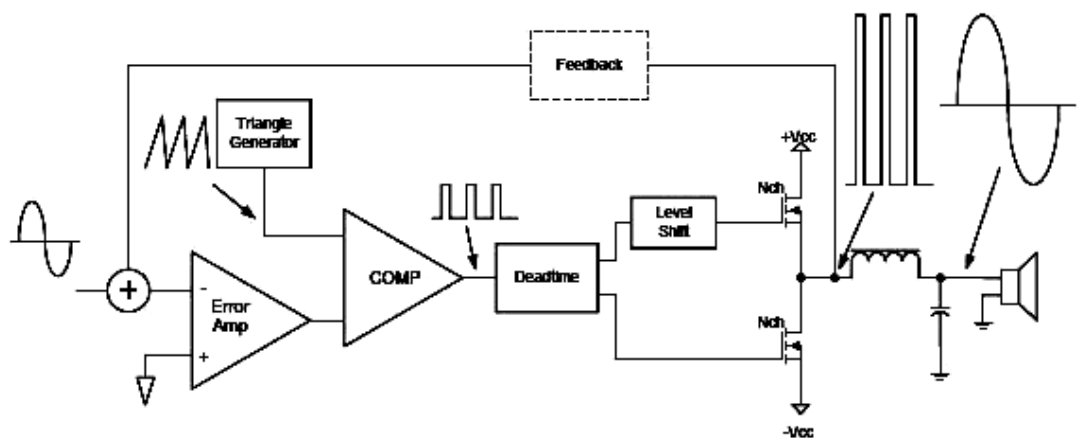 Feedback
Triangle
Generator
+Vcc
Nch
Level
Shift
COMP
Deadtime
+
-
Error
Amp
+
Nch
-Vcc